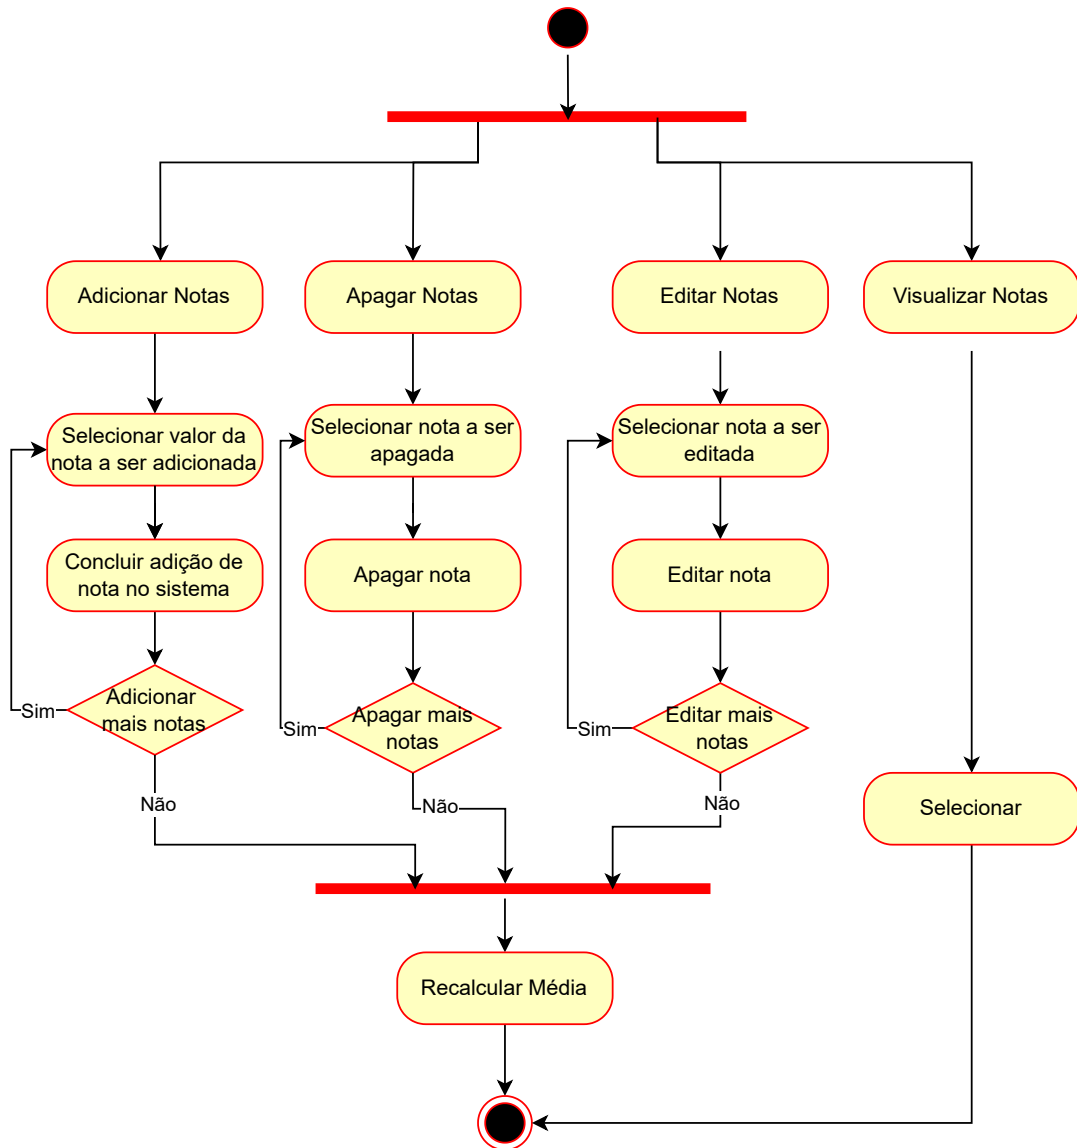 Adicionar Notas
Apagar Notas
Editar Notas
Visualizar Notas
Selecionar valor da
nota a ser adicionada
Selecionar nota a ser
apagada
Selecionar nota a ser
editada
Concluir adição de
nota no sistema
Apagar nota
Editar nota
Adicionar
mais notas
Sim
Apagar mais
notas
Sim
Editar mais
notas
Sim
Não
Não
Não
Selecionar
Recalcular Média